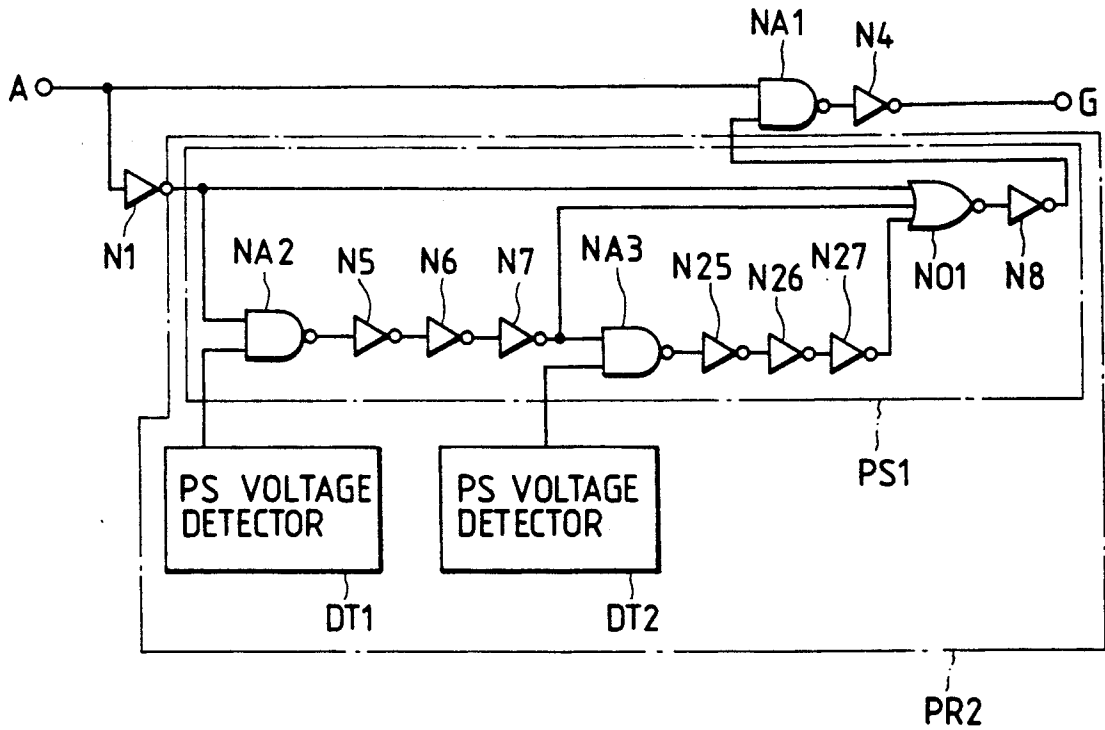 NA1
N4
A
G
N1
NA2
N5
N6
N7
NA3
N25
N26
N27
NO1
N8
PS1
PS VOLTAGE
DETECTOR
PS VOLTAGE
DETECTOR
DT1
DT2
PR2